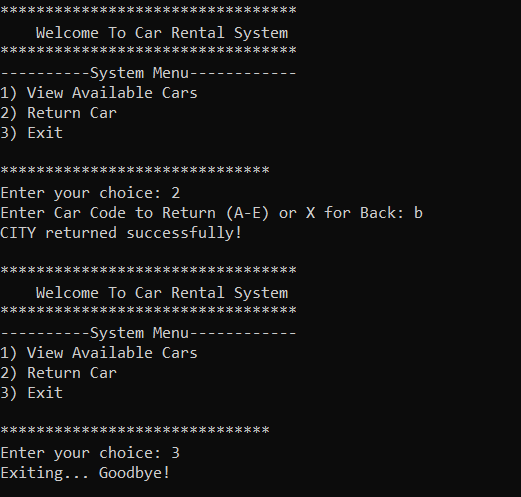 *********************************
    Welcome To Car Rental System
*********************************
----------System Menu------------
1) View Available Cars
2) Return Car
3) Exit

******************************
Enter your choice: 2
Enter Car Code to Return (A-E) or X for Back: b
CITY returned successfully!

*********************************
    Welcome To Car Rental System
*********************************
----------System Menu------------
1) View Available Cars
2) Return Car
3) Exit

******************************
Enter your choice: 3
Exiting... Goodbye!